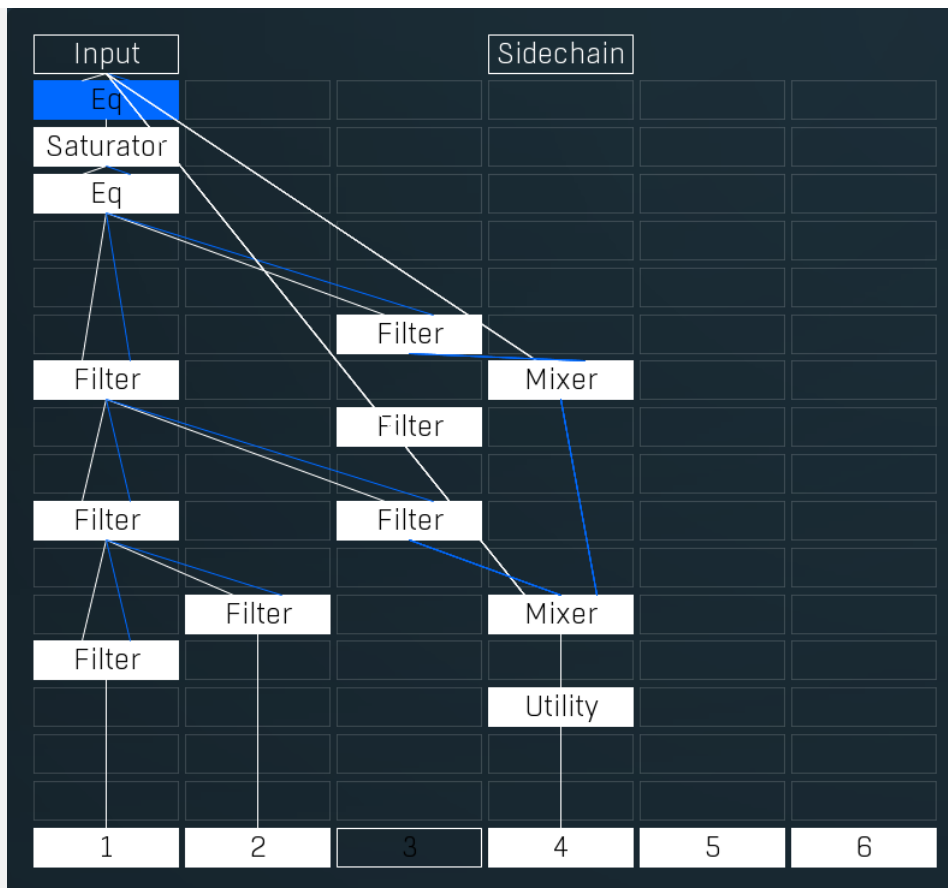 Input Sidechain
Eq
Saturator
Eq
Filter
Filter Mixer
Filter
Filter Filter
Filter Mixer
Filter
Utility
1 2 3 4 5 6